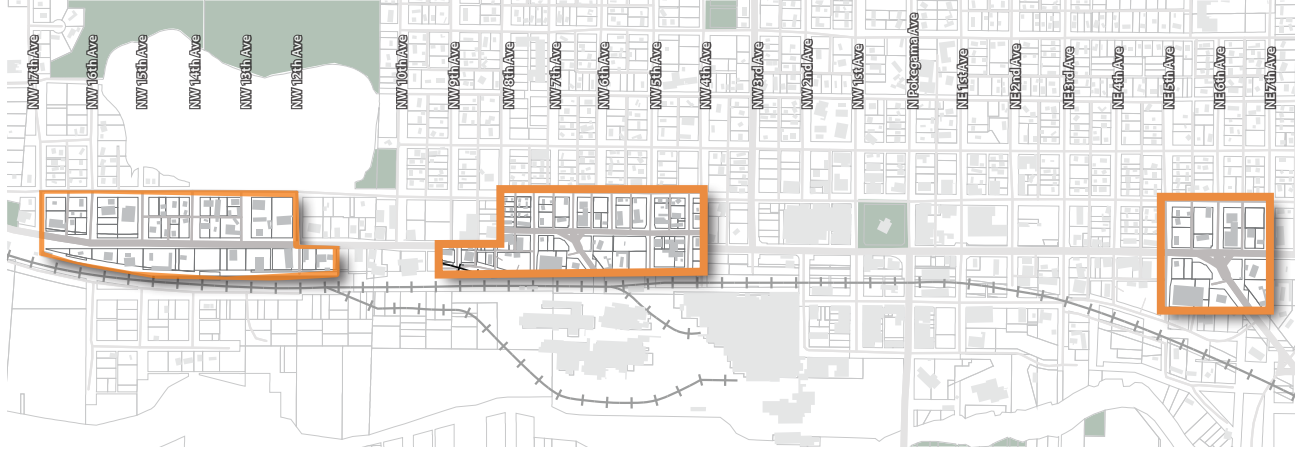 NW 17th Ave
NW 16th Ave
NW 15th Ave
NW 14th Ave
NW 13th Ave
NW 12th Ave
NW 10th Ave
NW 9th Ave
NW 8th Ave
NW 7th Ave
NW 6th Ave
NW 5th Ave
NW 4th Ave
NW 3rd Ave
NW 2nd Ave
NW 1st Ave
N Pokegama Ave
NE 1st Ave
NE 2nd Ave
NE 3rd Ave
NE 4th Ave
NE 5th Ave
NE 6th Ave
NE 7th Ave